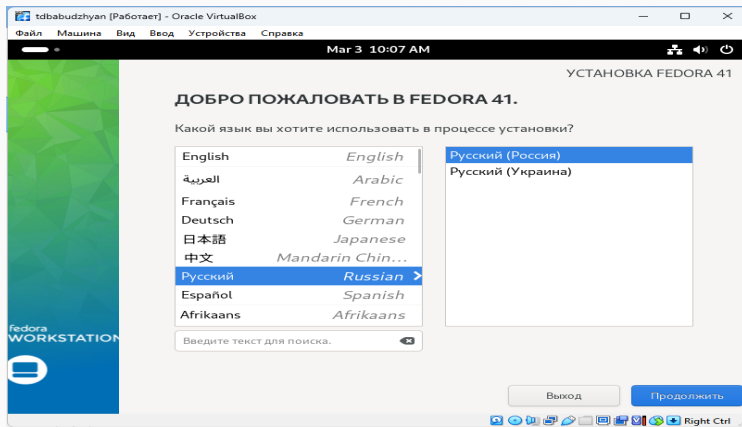 tdbabudzhyan [Работает] - Oracle VirtualBox
Файл Машина Вид Ввод Устройства Справка
Mar 3 10:07 AM
УСТАНОВКА FEDORA 41
ДОБРО ПОЖАЛОВАТЬ В FEDORA 41.
Какой язык вы хотите использовать в процессе установки?
English English
العربية Arabic
Français French
Deutsch German
日本語 Japanese
中文 Mandarin Chin...
Русский Russian
Español Spanish
Afrikaans Afrikaans
Русский (Россия)
Русский (Украина)
Введите текст для поиска.
fedora
WORKSTATION
Выход Продолжить
Right Ctrl